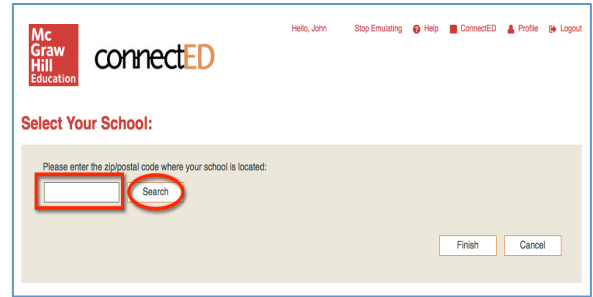 Mc
Graw
Hill
Education
connectED
Hello, John Stop Emulating Help ConnectED Profile Logout
Select Your School:
Please enter the zip/postal code where your school is located:
Search
Finish Cancel